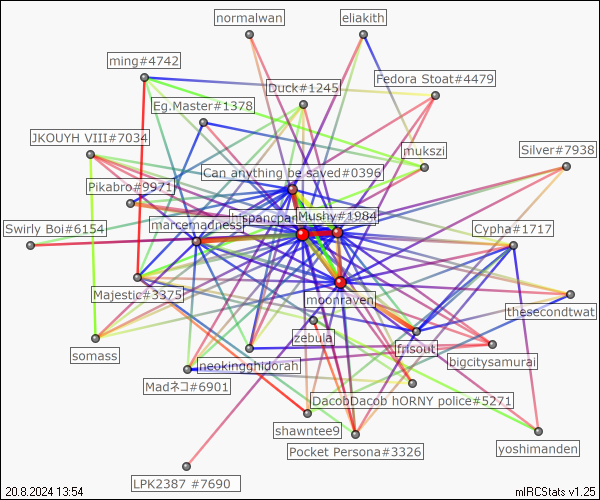 normalwan
eliakith
ming#4742
Fedora Stoat#4479
Duck#1245
Eg.Master#1378
JKOUYH VIII#7034
mukszi
Silver#7938
Can anything be saved#0396
Pikabro#9971
Mushy#1984
marcemadness
Swirly Boi#6154
Cypha#1717
Majestic#3375
moonraven
thesecondtwat
zebula
frisout
somass
neokingghidorah
bigcitysamurai
Madネコ#6901
DacobDacob hORNY police#5271
shawntee9
Pocket Persona#3326
yoshimanden
LPK2387 #7690
20.8.2024 13:54
mIRCStats v1.25